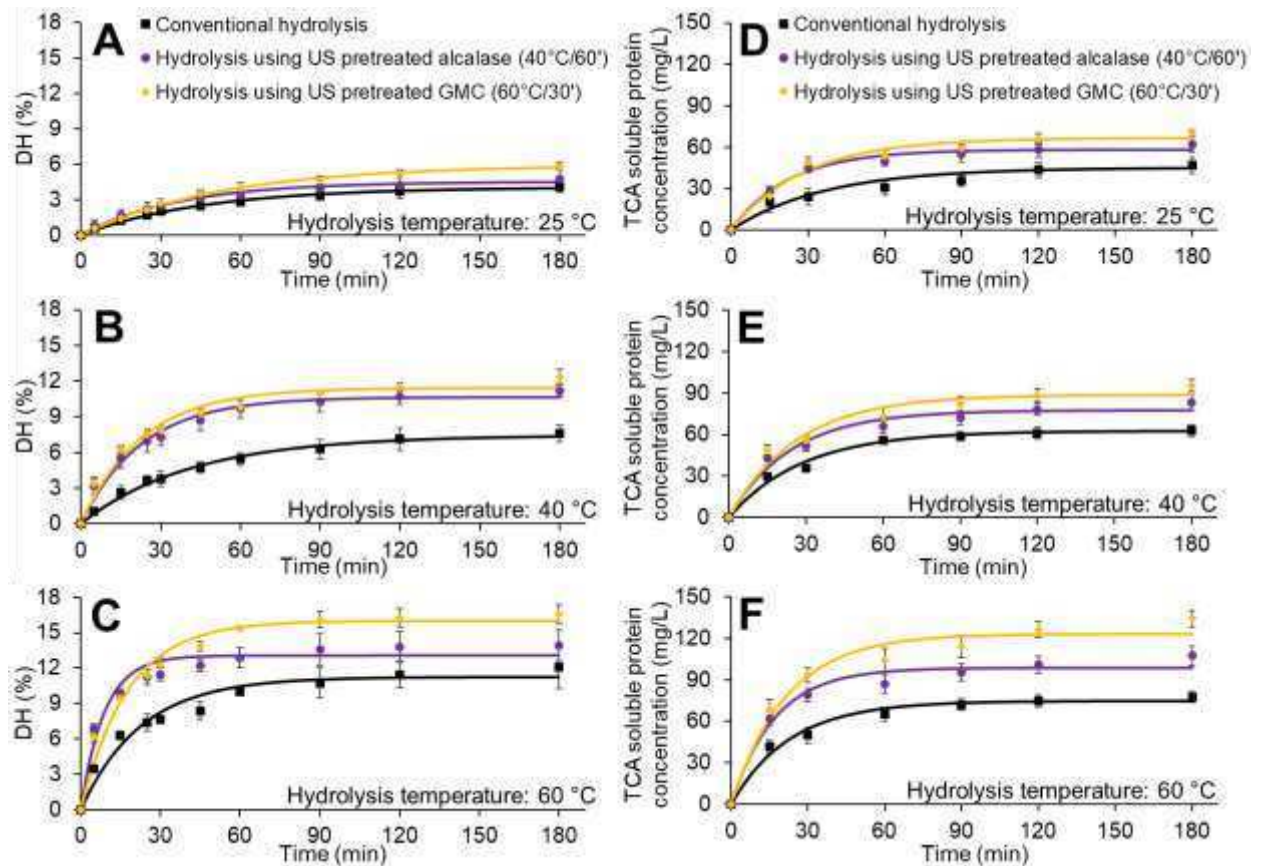 A
■ Conventional hydrolysis
● Hydrolysis using US pretreated alcalase (40°C/60')
♦ Hydrolysis using US pretreated GMC (60°C/30')
DH (%)
18
15
12
9
6
3
0
Hydrolysis temperature: 25 °C
0 30 60 90 120 150 180
Time (min)
D
■ Conventional hydrolysis
● Hydrolysis using US pretreated alcalase (40°C/60')
♦ Hydrolysis using US pretreated GMC (60°C/30')
TCA soluble protein
concentration (mg/L)
150
120
90
60
30
0
Hydrolysis temperature: 25 °C
0 30 60 90 120 150 180
Time (min)
B
DH (%)
18
15
12
9
6
3
0
Hydrolysis temperature: 40 °C
0 30 60 90 120 150 180
Time (min)
E
TCA soluble protein
concentration (mg/L)
150
120
90
60
30
0
Hydrolysis temperature: 40 °C
0 30 60 90 120 150 180
Time (min)
C
DH (%)
18
15
12
9
6
3
0
Hydrolysis temperature: 60 °C
0 30 60 90 120 150 180
Time (min)
F
TCA soluble protein
concentration (mg/L)
150
120
90
60
30
0
Hydrolysis temperature: 60 °C
0 30 60 90 120 150 180
Time (min)